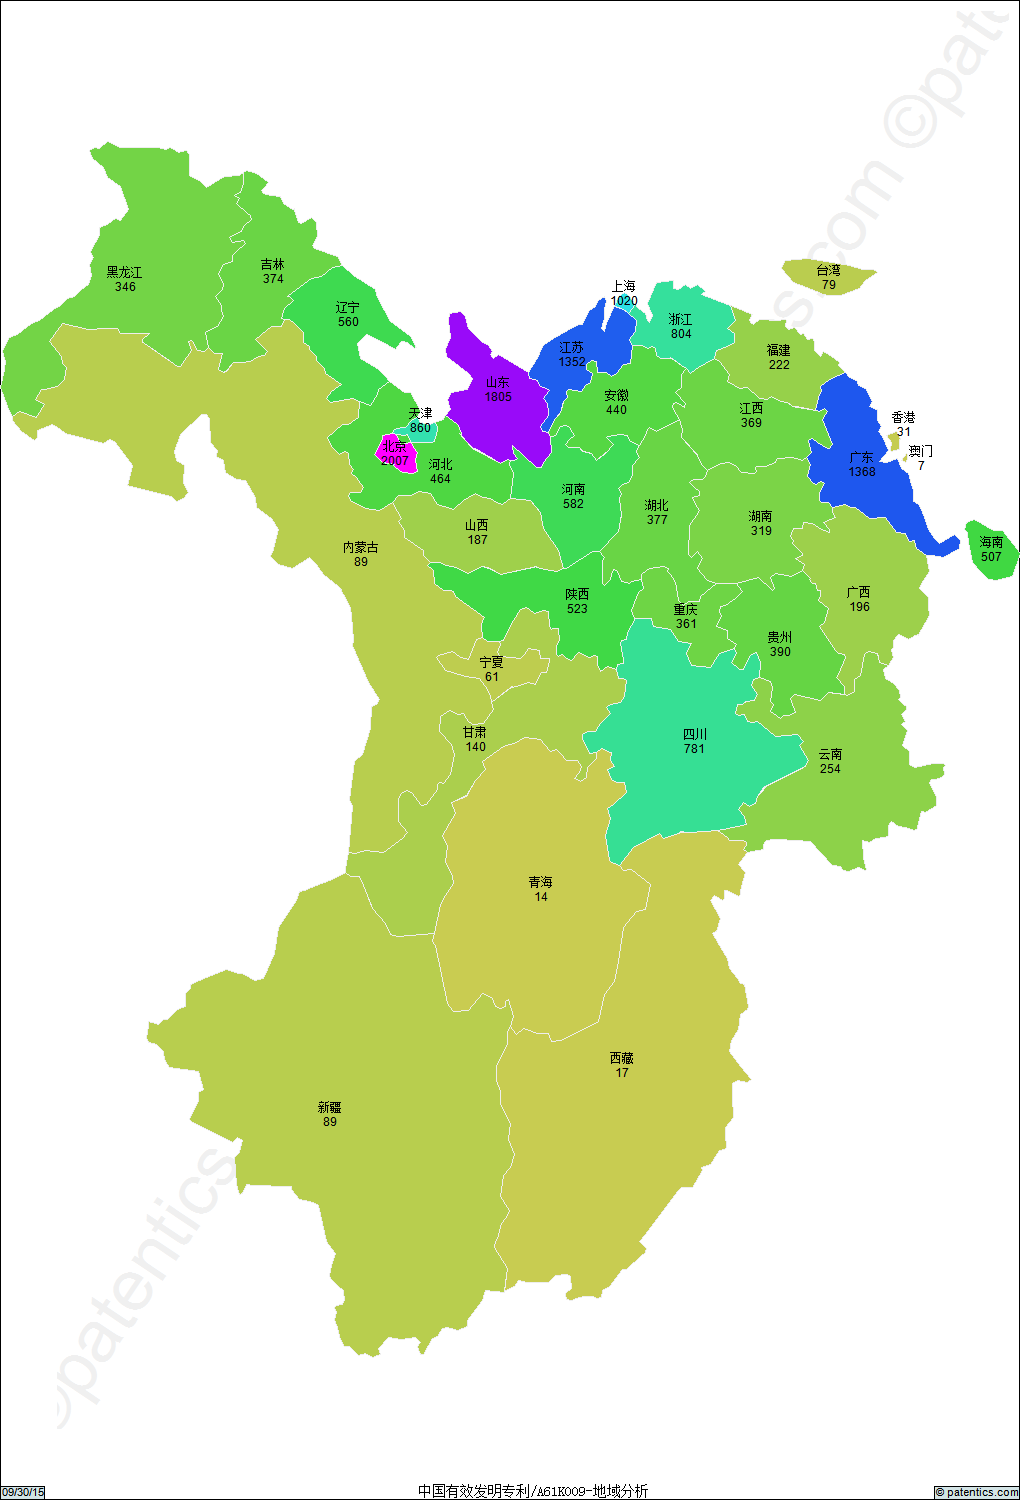 ©patentics.com ©pate
黑龙江
346
吉林
374
辽宁
560
台湾
79
上海
1020
浙江
804
江苏
1352
福建
222
山东
1805
安徽
440
江西
369
香港
31
澳门
7
天津
860
北京
2007
河北
464
广东
1368
河南
582
湖北
377
湖南
319
山西
187
海南
507
内蒙古
89
陕西
523
重庆
361
广西
196
贵州
390
宁夏
61
甘肃
140
四川
781
云南
254
青海
14
西藏
17
新疆
89
©patentics
09/30/15
中国有效发明专利/A61K009-地域分析
© patentics.com